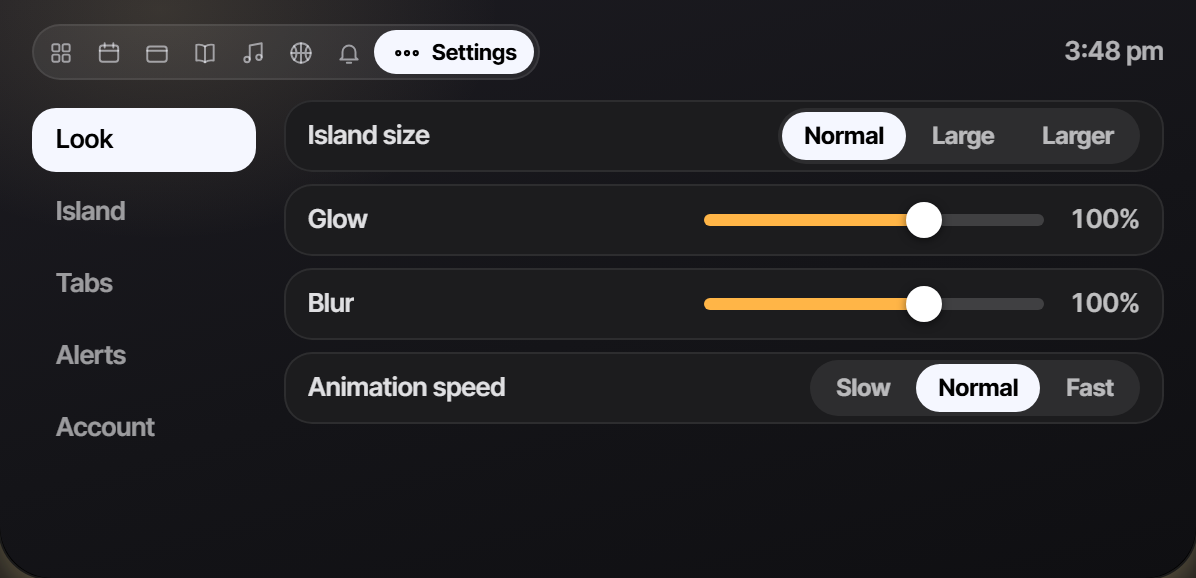 Settings
3:48 pm
Look
Island
Tabs
Alerts
Account
Island size
Normal
Large
Larger
Glow
100%
Blur
100%
Animation speed
Slow
Normal
Fast